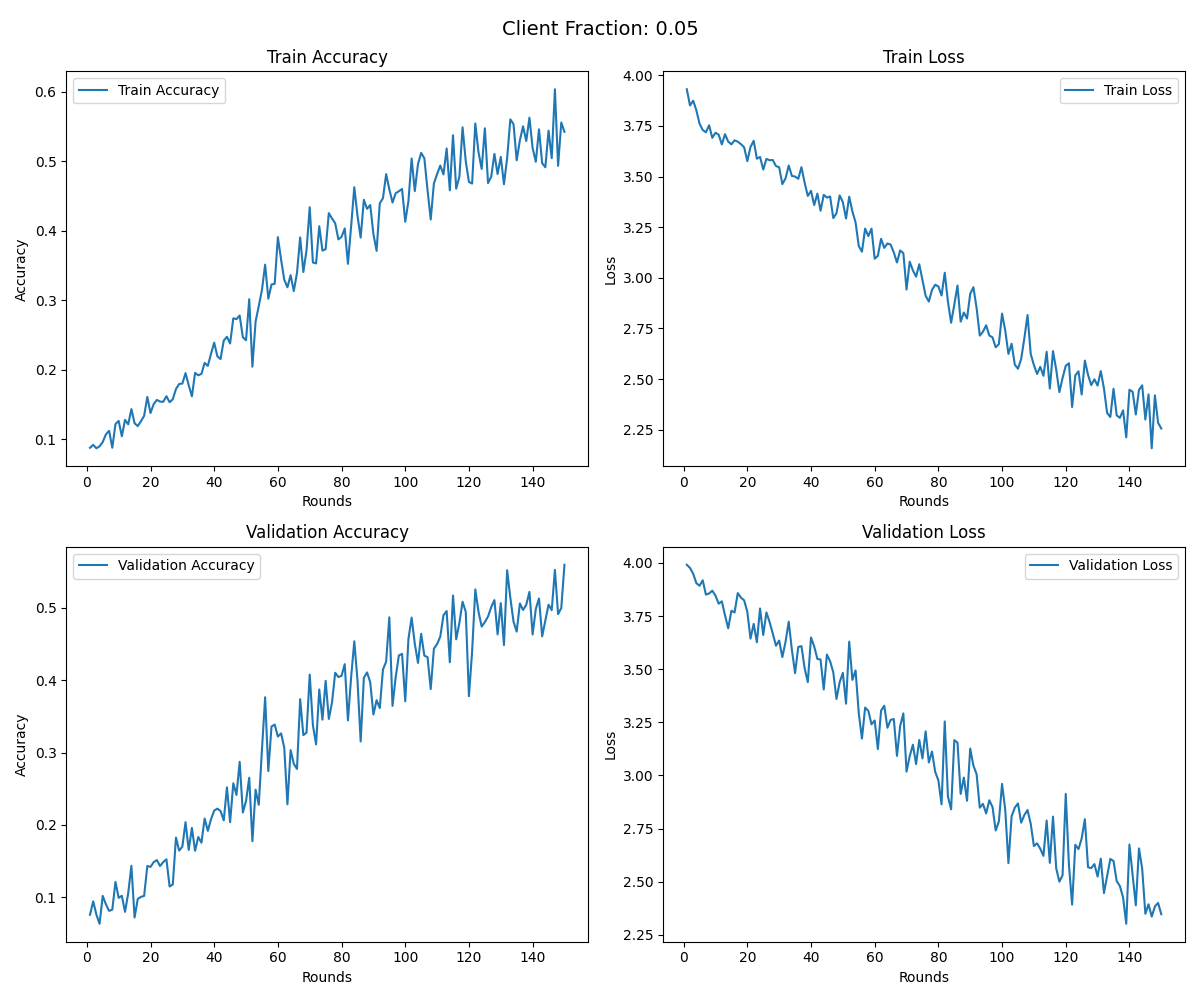 Client Fraction: 0.05
Train Accuracy
Train Accuracy
Accuracy
0.6
0.5
0.4
0.3
0.2
0.1
0 20 40 60 80 100 120 140
Rounds
Train Loss
Train Loss
Loss
4.00
3.75
3.50
3.25
3.00
2.75
2.50
2.25
0 20 40 60 80 100 120 140
Rounds
Validation Accuracy
Validation Accuracy
Accuracy
0.5
0.4
0.3
0.2
0.1
0 20 40 60 80 100 120 140
Rounds
Validation Loss
Validation Loss
Loss
4.00
3.75
3.50
3.25
3.00
2.75
2.50
2.25
0 20 40 60 80 100 120 140
Rounds